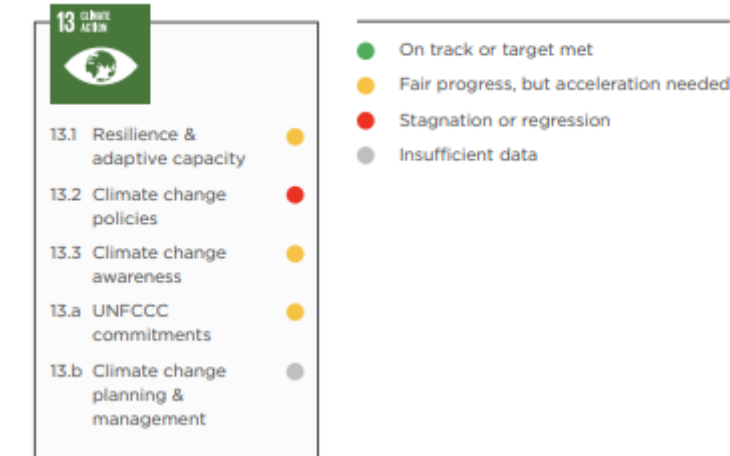 13 CLIMATE
ACTION
13.1 Resilience &
adaptive capacity
13.2 Climate change
policies
13.3 Climate change
awareness
13.a UNFCCC
commitments
13.b Climate change
planning &
management
On track or target met
Fair progress, but acceleration needed
Stagnation or regression
Insufficient data